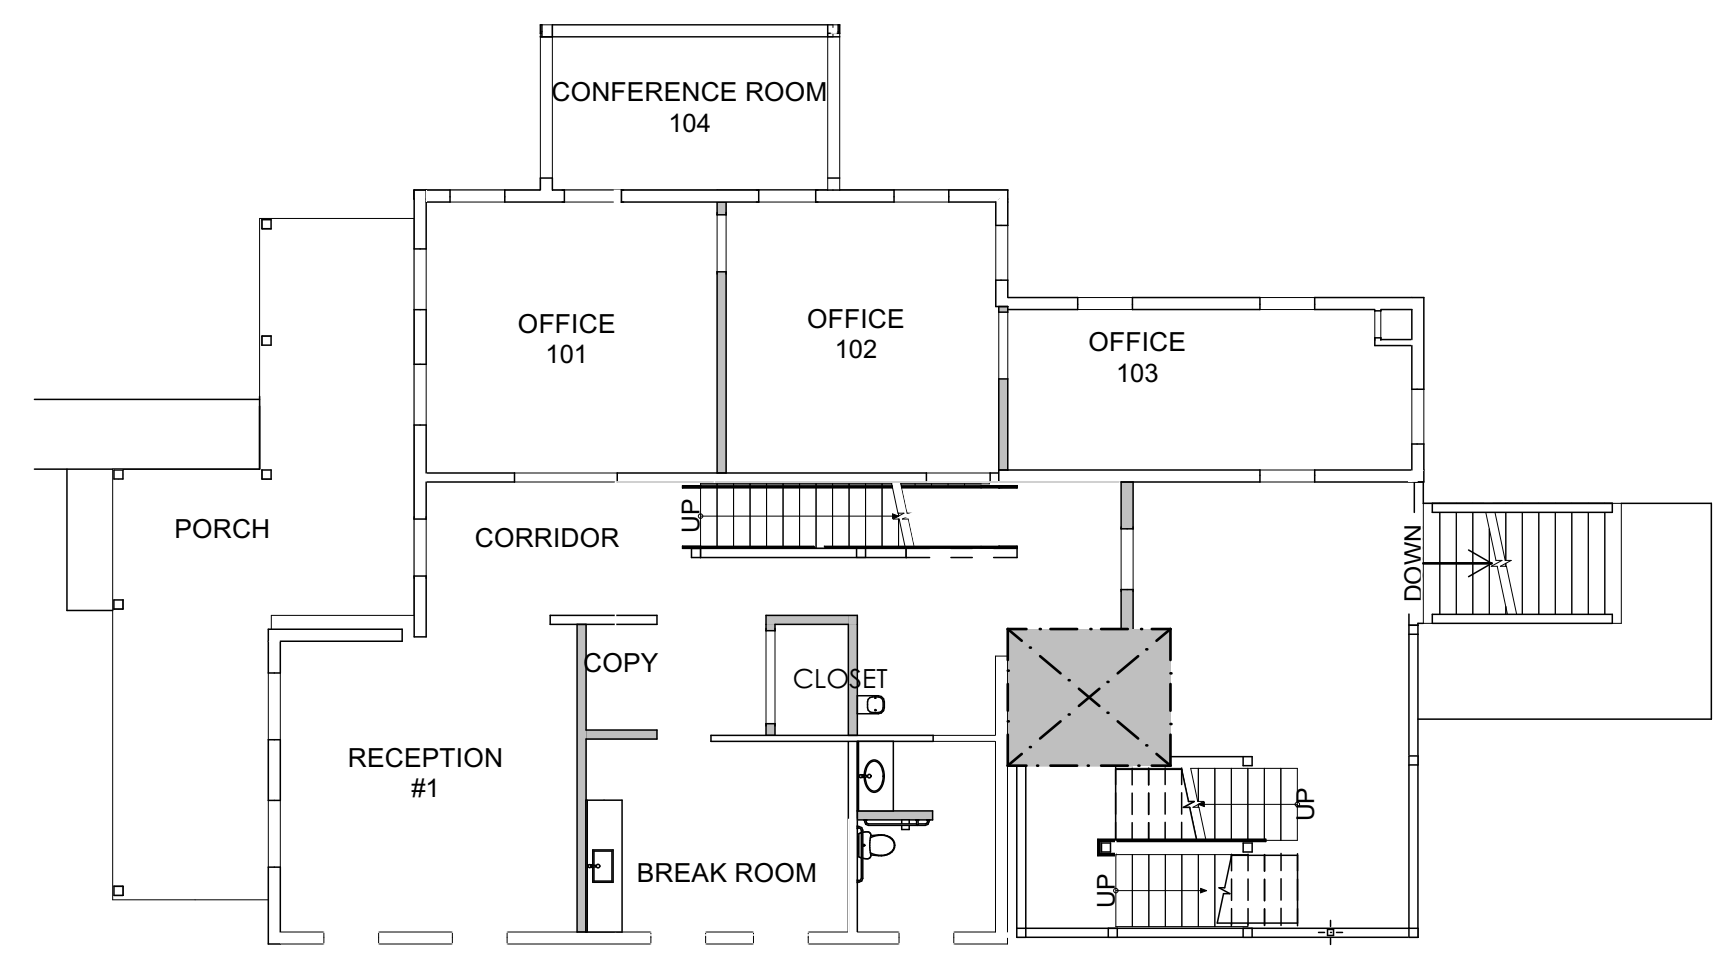 CONFERENCE ROOM
104
OFFICE
101
OFFICE
102
OFFICE
103
PORCH
CORRIDOR
UP
DOWN
COPY
CLOSET
RECEPTION
#1
BREAK ROOM
UP
UP